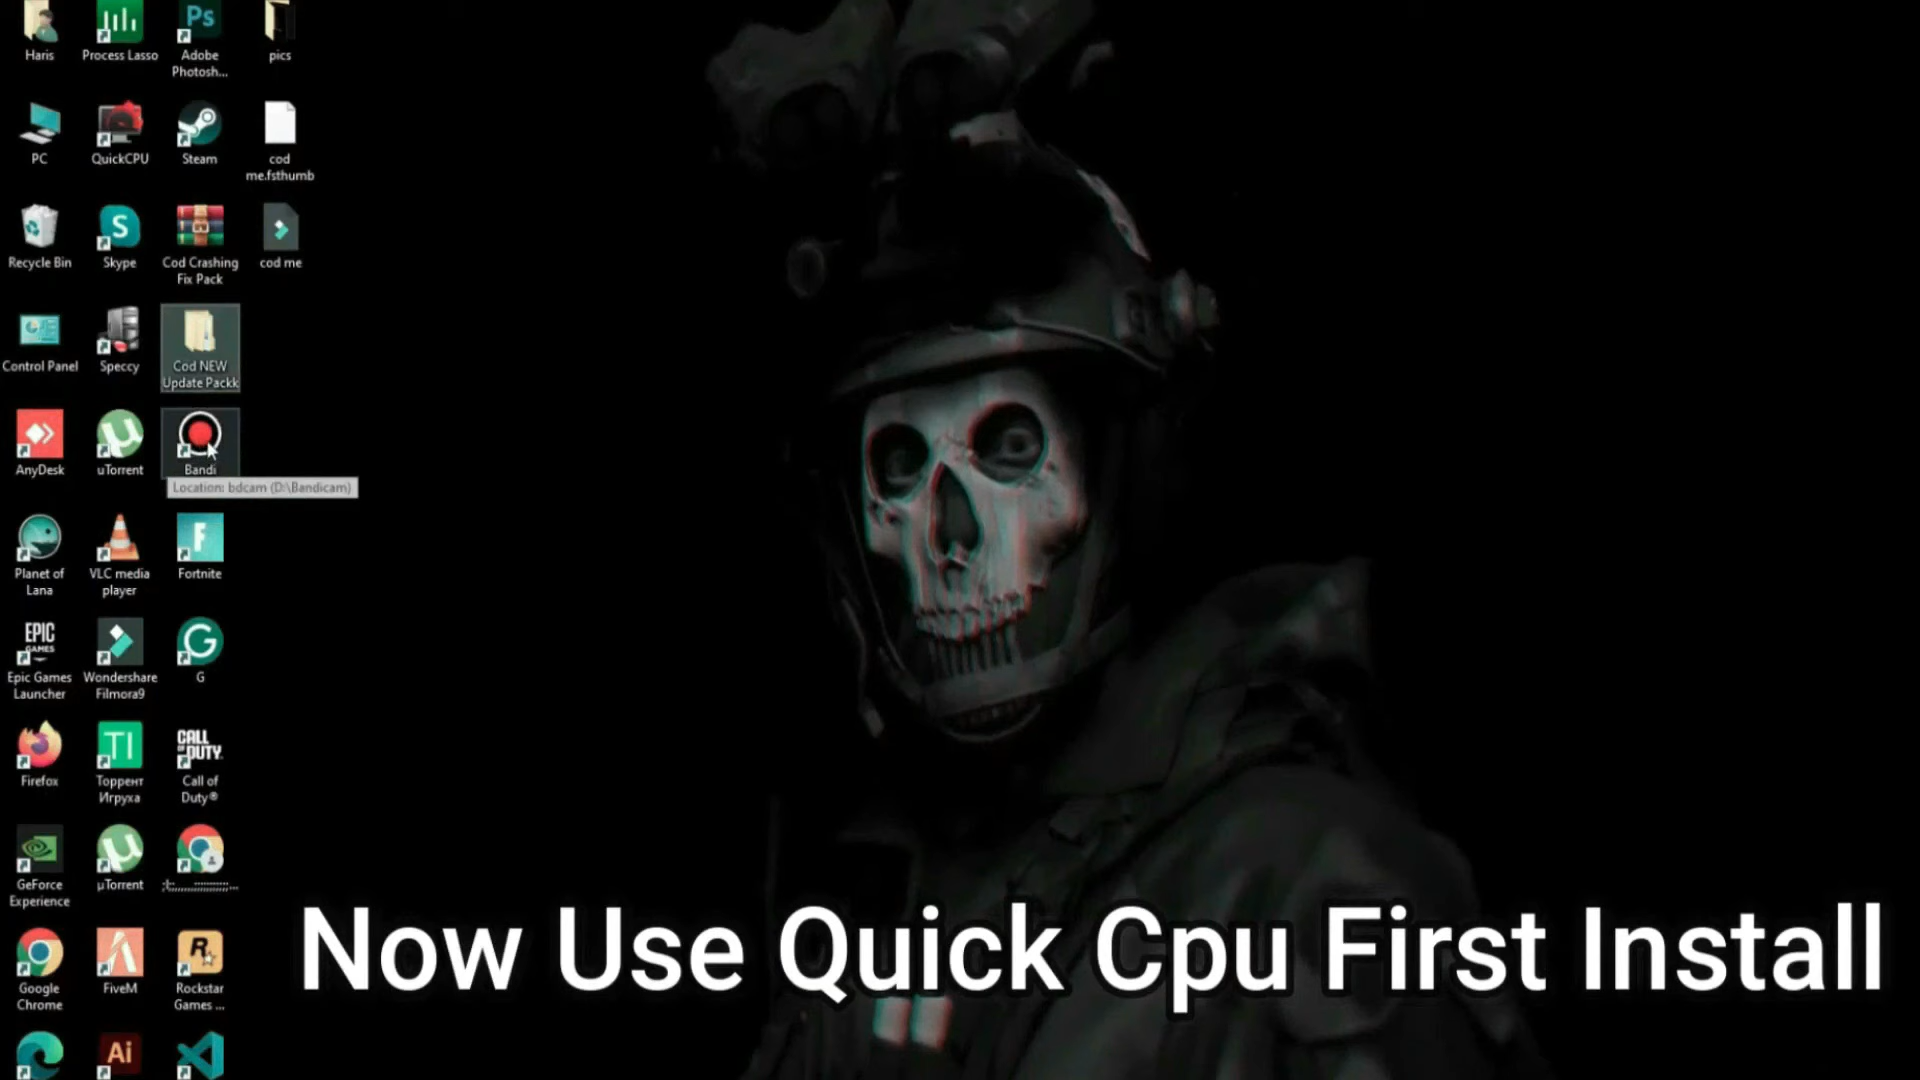 Haris
Process Lasso
Adobe
Photosh...
pics
PC
QuickCPU
Steam
cod
me.fsthumb
Recycle Bin
Skype
Cod Crashing
Fix Pack
cod me
Control Panel
Speccy
Cod NEW
Update Packk
AnyDesk
uTorrent
Bandi
Location: bdcam (D:\Bandicam)
Planet of
Lana
VLC media
player
Fortnite
Epic Games
Launcher
Wondershare
Filmora9
G
Firefox
Торрент
Игруха
CALL
OF DUTY
Call of
Duty®
GeForce
Experience
µTorrent
Google
Chrome
FiveM
Rockstar
Games ...
Now Use Quick Cpu First Install